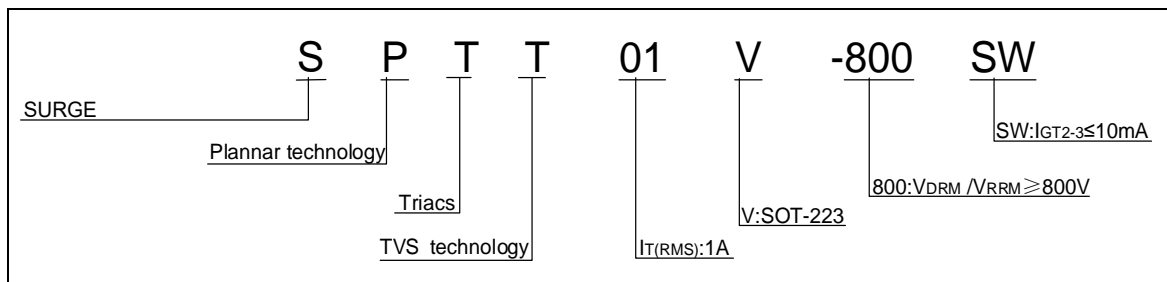 S P T T 01 V -800 SW
SURGE
SW:IGT2-3≤10mA
Plannar technology
800:VDRM /VRRM≥800V
Triacs
V:SOT-223
TVS technology
IT(RMS):1A